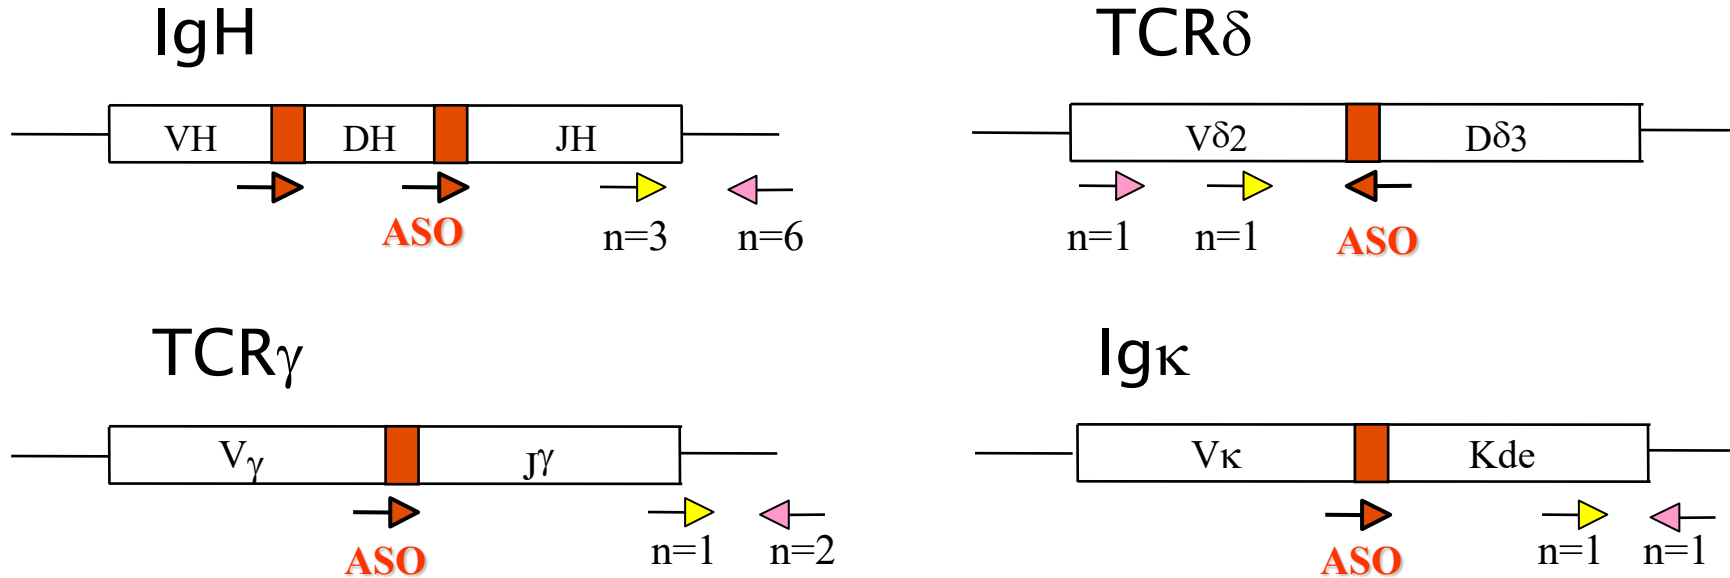 IgH
VH DH JH
ASO n=3 n=6
TCRδ
Vδ2 Dδ3
n=1 n=1 ASO
TCRγ
Vγ Jγ
ASO n=1 n=2
Igκ
Vκ Kde
ASO n=1 n=1